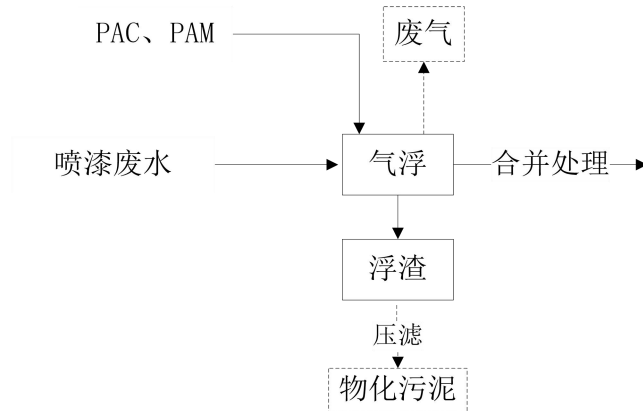 PAC、PAM
废气
喷漆废水
气浮
合并处理
浮渣
压滤
物化污泥